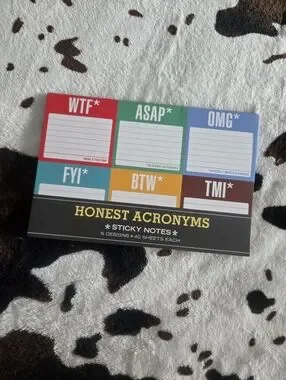 WTF*
ASAP*
OMG*
FYI*
BTW*
TMI*
HONEST ACRONYMS
*STICKY NOTES*
6 DESIGNS • 40 SHEETS EACH